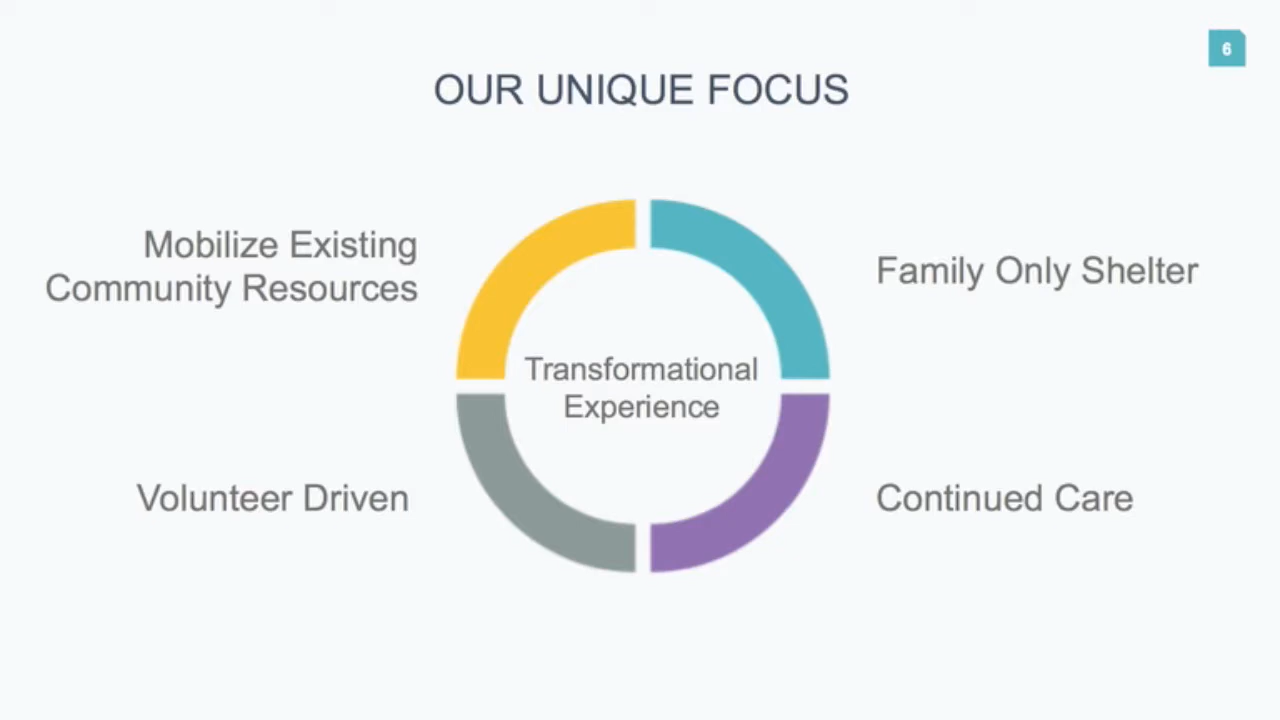 6
OUR UNIQUE FOCUS
Mobilize Existing
Community Resources
Family Only Shelter
Transformational
Experience
Volunteer Driven
Continued Care